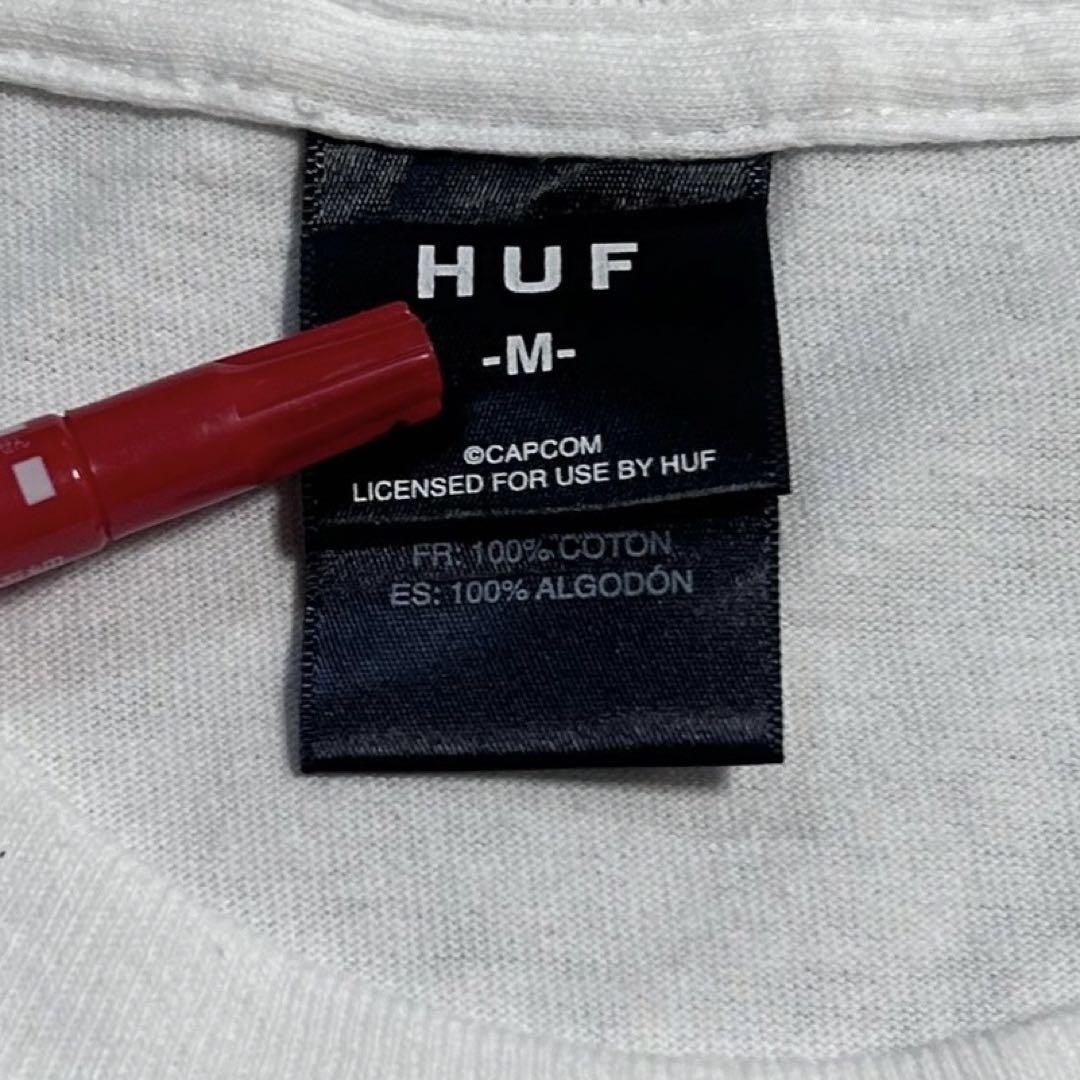 HUF
-M-
©CAPCOM
LICENSED FOR USE BY HUF
FR: 100% COTON
ES: 100% ALGODÓN